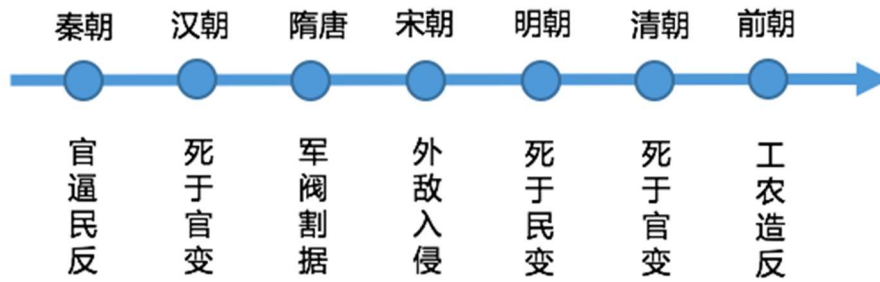 秦朝 汉朝 隋唐 宋朝 明朝 清朝 前朝
官逼民反
死于官变
军阀割据
外敌入侵
死于民变
死于官变
工农造反